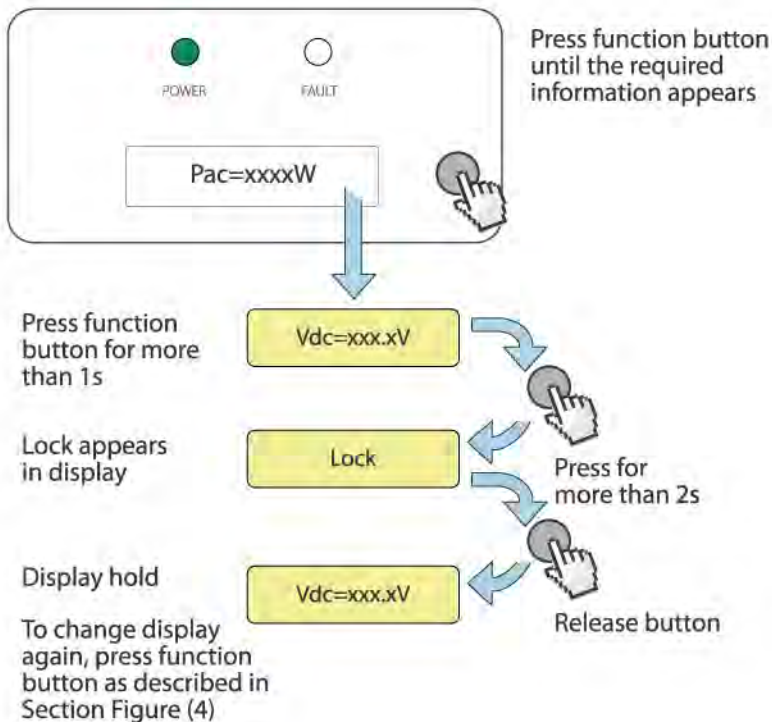 POWER
FAULT
Pac=xxxxW
Press function button
until the required
information appears
Press function
button for more
than 1s
Vdc=xxx.xV
Lock appears
in display
Lock
Press for
more than 2s
Display hold
Vdc=xxx.xV
Release button
To change display
again, press function
button as described in
Section Figure (4)